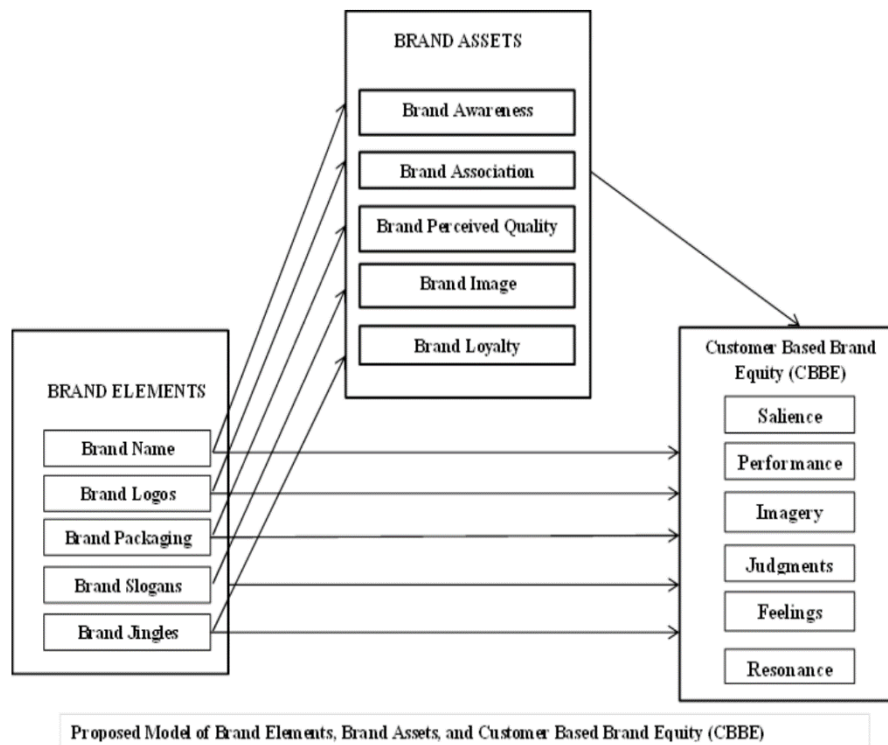 BRAND ASSETS
Brand Awareness
Brand Association
Brand Perceived Quality
Brand Image
Brand Loyalty
BRAND ELEMENTS
Brand Name
Brand Logos
Brand Packaging
Brand Slogans
Brand Jingles
Customer Based Brand
Equity (CBBE)
Salience
Performance
Imagery
Judgments
Feelings
Resonance
Proposed Model of Brand Elements, Brand Assets, and Customer Based Brand Equity (CBBE)